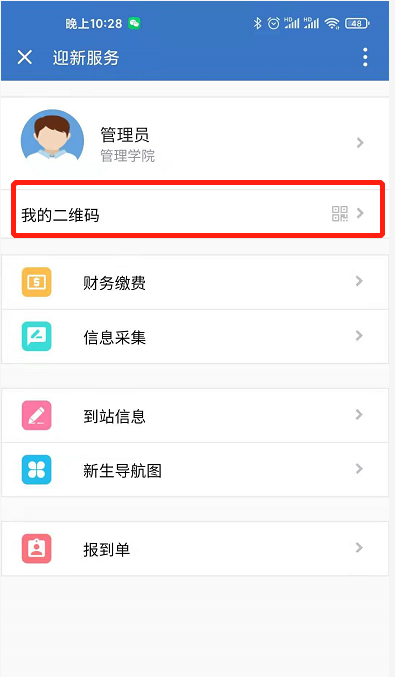 晚上10:28 HD HD 48
迎新服务
管理员
管理学院
我的二维码
财务缴费
信息采集
到站信息
新生导航图
报到单